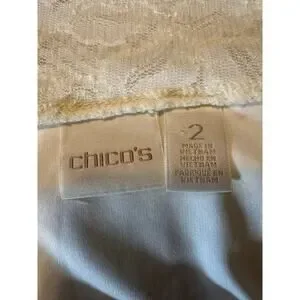 chico's
2
MADE IN
VIETNAM
HECHO EN
VIETNAM
FABRIQUÉ EN
VIETNAM